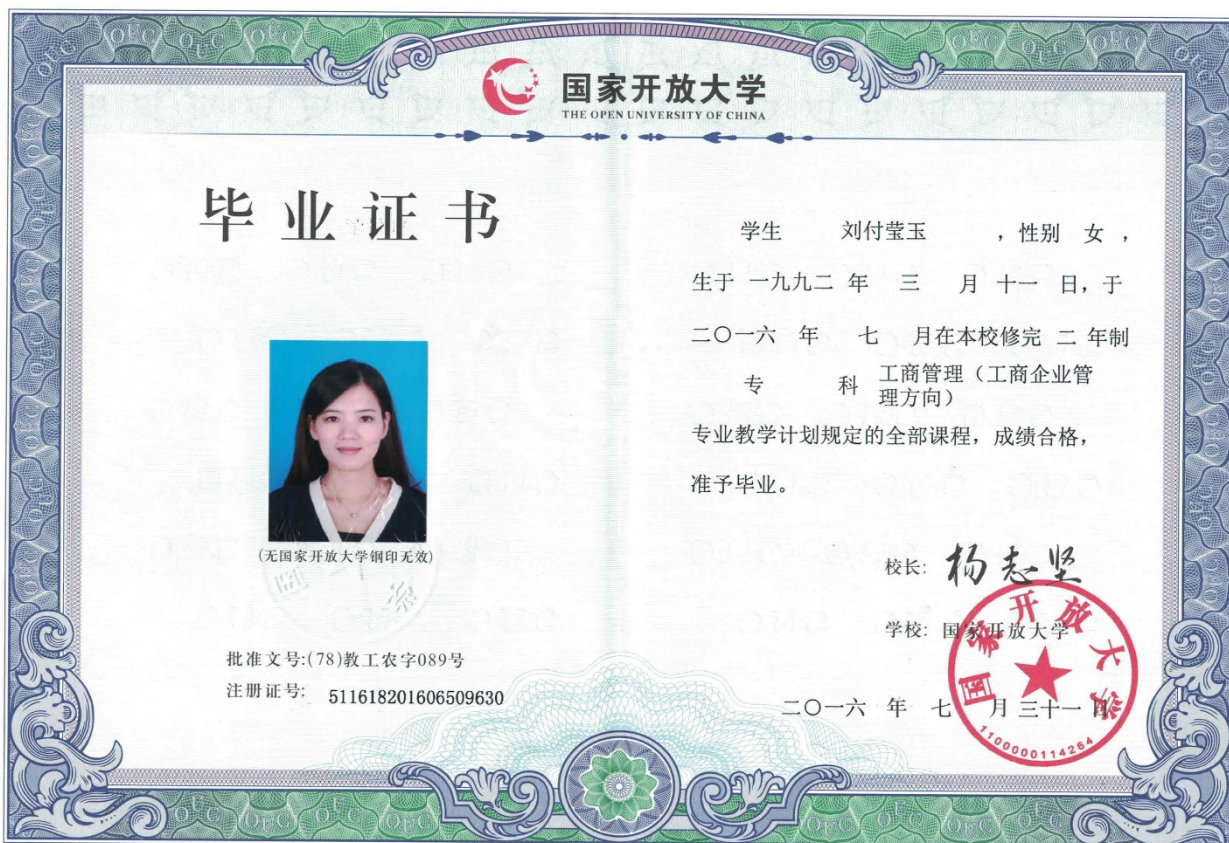 国家开放大学
THE OPEN UNIVERSITY OF CHINA
毕业证书
(无国家开放大学钢印无效)
批准文号:(78)教工农字089号
注册证号: 511618201606509630
学生 刘付莹玉 ，性别 女 ，
生于 一九九二 年 三 月 十一 日，于
二〇一六 年 七 月在本校修完 二 年制
专 科 工商管理（工商企业管
理方向）
专业教学计划规定的全部课程，成绩合格，
准予毕业。
校长: 杨志坚
学校: 国家开放大学
二〇一六 年 七 月 三十一 日
国家开放大学
1100000114264